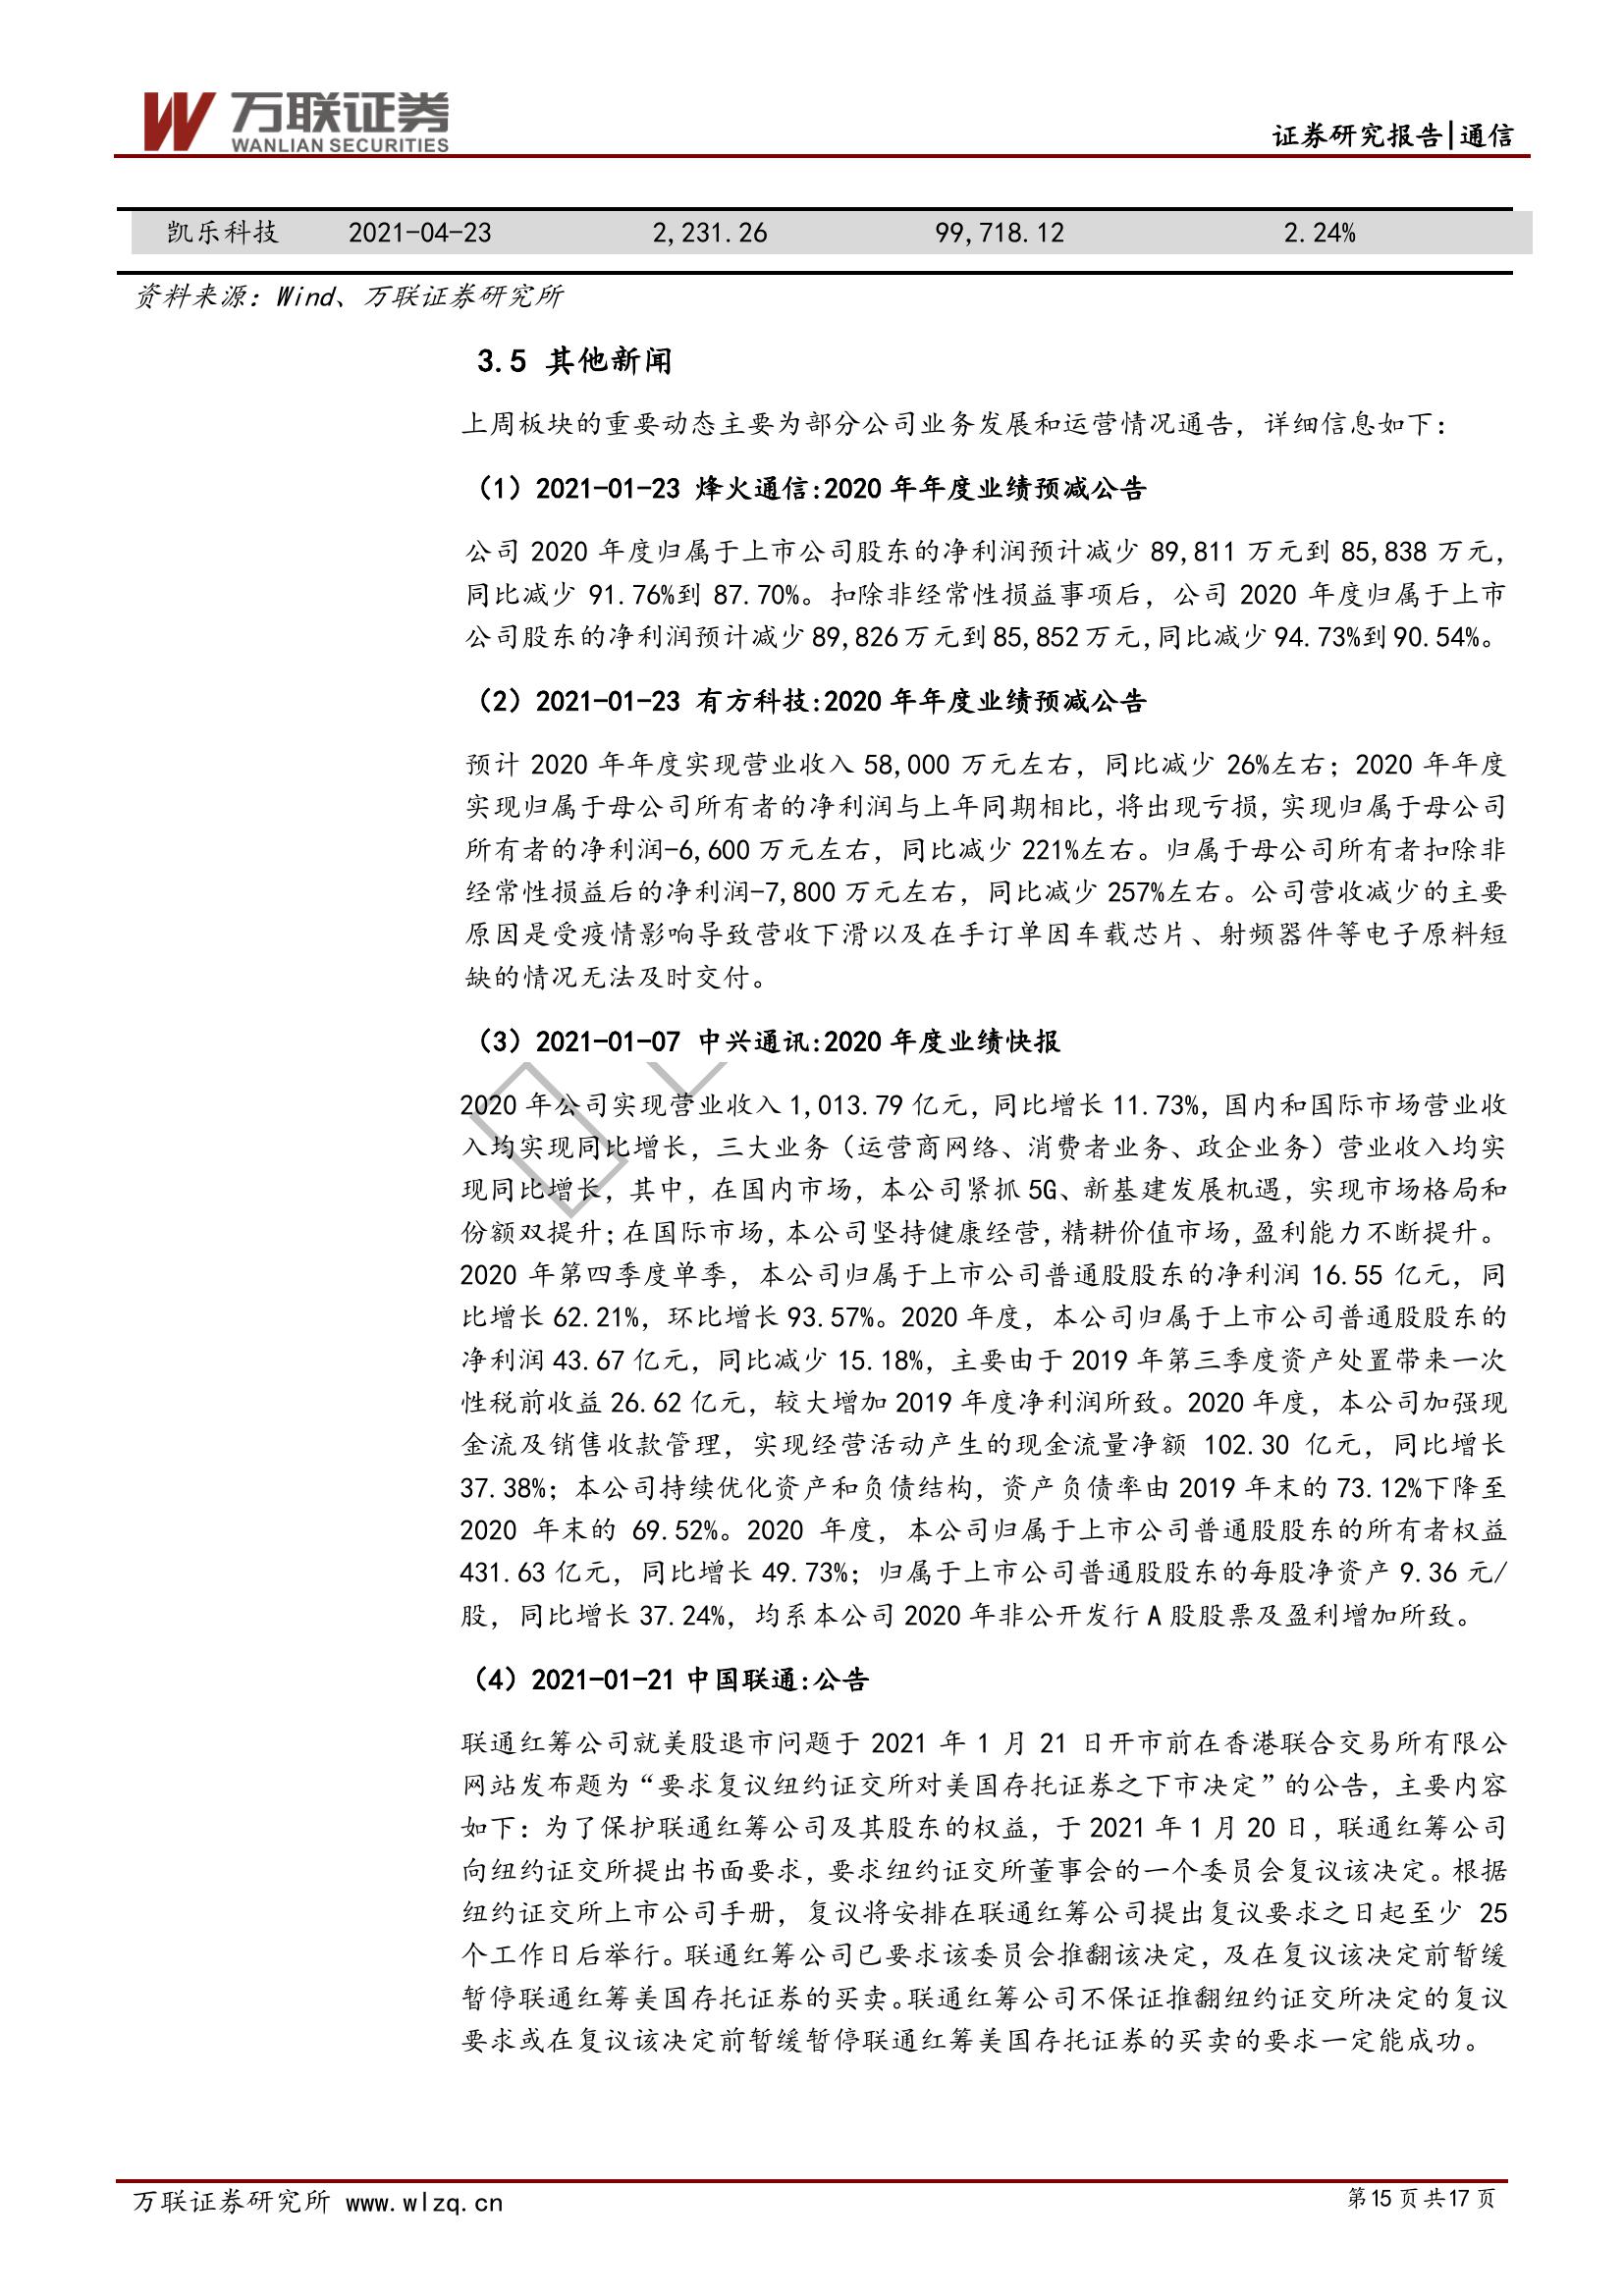 万联证券
WANLIAN SECURITIES
证券研究报告|通信
凯乐科技 2021-04-23 2,231.26 99,718.12 2.24%
资料来源：Wind、万联证券研究所
3.5 其他新闻
上周板块的重要动态主要为部分公司业务发展和运营情况通告，详细信息如下：
（1）2021-01-23 烽火通信:2020 年年度业绩预减公告
公司 2020 年度归属于上市公司股东的净利润预计减少 89,811 万元到 85,838 万元，
同比减少 91.76%到 87.70%。扣除非经常性损益事项后，公司 2020 年度归属于上市
公司股东的净利润预计减少 89,826 万元到 85,852 万元,同比减少 94.73%到 90.54%。
（2）2021-01-23 有方科技:2020 年年度业绩预减公告
预计 2020 年年度实现营业收入 58,000 万元左右，同比减少 26%左右；2020 年年度
实现归属于母公司所有者的净利润与上年同期相比，将出现亏损，实现归属于母公司
所有者的净利润-6,600 万元左右，同比减少 221%左右。归属于母公司所有者扣除非
经常性损益后的净利润-7,800 万元左右，同比减少 257%左右。公司营收减少的主要
原因是受疫情影响导致营收下滑以及在手订单因车载芯片、射频器件等电子原料短
缺的情况无法及时交付。
（3）2021-01-07 中兴通讯:2020 年度业绩快报
2020 年公司实现营业收入 1,013.79 亿元，同比增长 11.73%，国内和国际市场营业收
入均实现同比增长，三大业务（运营商网络、消费者业务、政企业务）营业收入均实
现同比增长，其中，在国内市场，本公司紧抓 5G、新基建发展机遇，实现市场格局和
份额双提升；在国际市场，本公司坚持健康经营，精耕价值市场，盈利能力不断提升。
2020 年第四季度单季，本公司归属于上市公司普通股股东的净利润 16.55 亿元，同
比增长 62.21%，环比增长 93.57%。2020 年度，本公司归属于上市公司普通股股东的
净利润 43.67 亿元，同比减少 15.18%，主要由于 2019 年第三季度资产处置带来一次
性税前收益 26.62 亿元，较大增加 2019 年度净利润所致。2020 年度，本公司加强现
金流及销售收款管理，实现经营活动产生的现金流量净额 102.30 亿元，同比增长
37.38%；本公司持续优化资产和负债结构，资产负债率由 2019 年末的 73.12%下降至
2020 年末的 69.52%。2020 年度，本公司归属于上市公司普通股股东的所有者权益
431.63 亿元，同比增长 49.73%；归属于上市公司普通股股东的每股净资产 9.36 元/
股，同比增长 37.24%，均系本公司 2020 年非公开发行 A 股股票及盈利增加所致。
（4）2021-01-21 中国联通:公告
联通红筹公司就美股退市问题于 2021 年 1 月 21 日开市前在香港联合交易所有限公
网站发布题为“要求复议纽约证交所对美国存托证券之下市决定”的公告，主要内容
如下：为了保护联通红筹公司及其股东的权益，于 2021 年 1 月 20 日，联通红筹公司
向纽约证交所提出书面要求，要求纽约证交所董事会的一个委员会复议该决定。根据
纽约证交所上市公司手册，复议将安排在联通红筹公司提出复议要求之日起至少 25
个工作日后举行。联通红筹公司已要求该委员会推翻该决定，及在复议该决定前暂缓
暂停联通红筹美国存托证券的买卖。联通红筹公司不保证推翻纽约证交所决定的复议
要求或在复议该决定前暂缓暂停联通红筹美国存托证券的买卖的要求一定能成功。
万联证券研究所 www.wlzq.cn
第15 页 共17 页